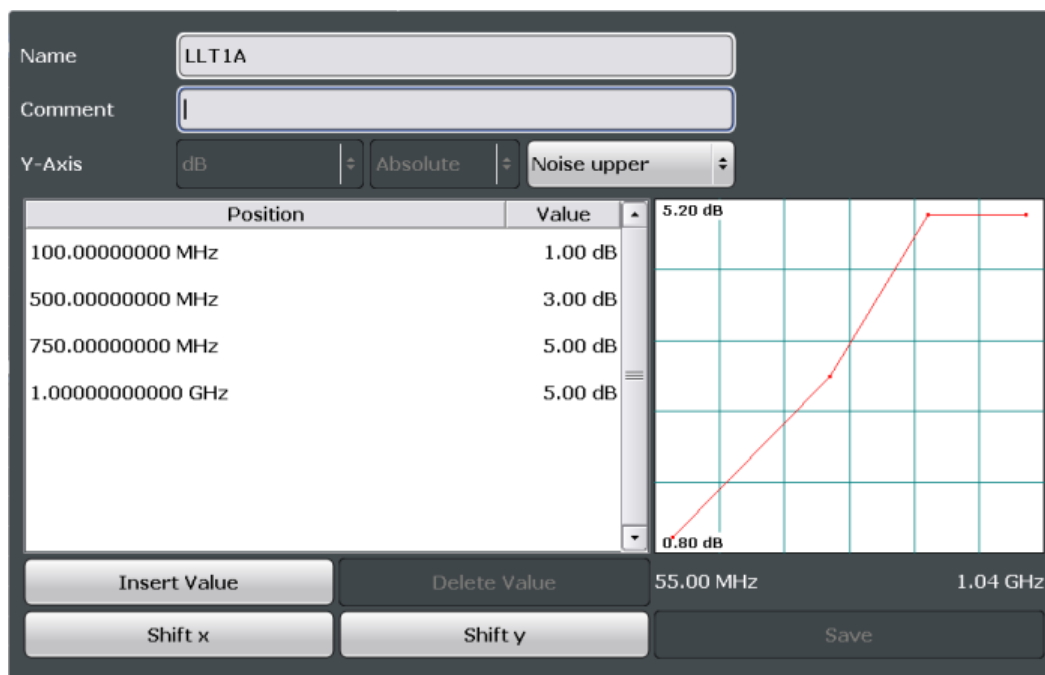 Name LLT1A
Comment
Y-Axis dB Absolute Noise upper
Position Value
100.00000000 MHz 1.00 dB
500.00000000 MHz 3.00 dB
750.00000000 MHz 5.00 dB
1.00000000000 GHz 5.00 dB
5.20 dB
0.80 dB
55.00 MHz 1.04 GHz
Insert Value Delete Value
Shift x Shift y Save